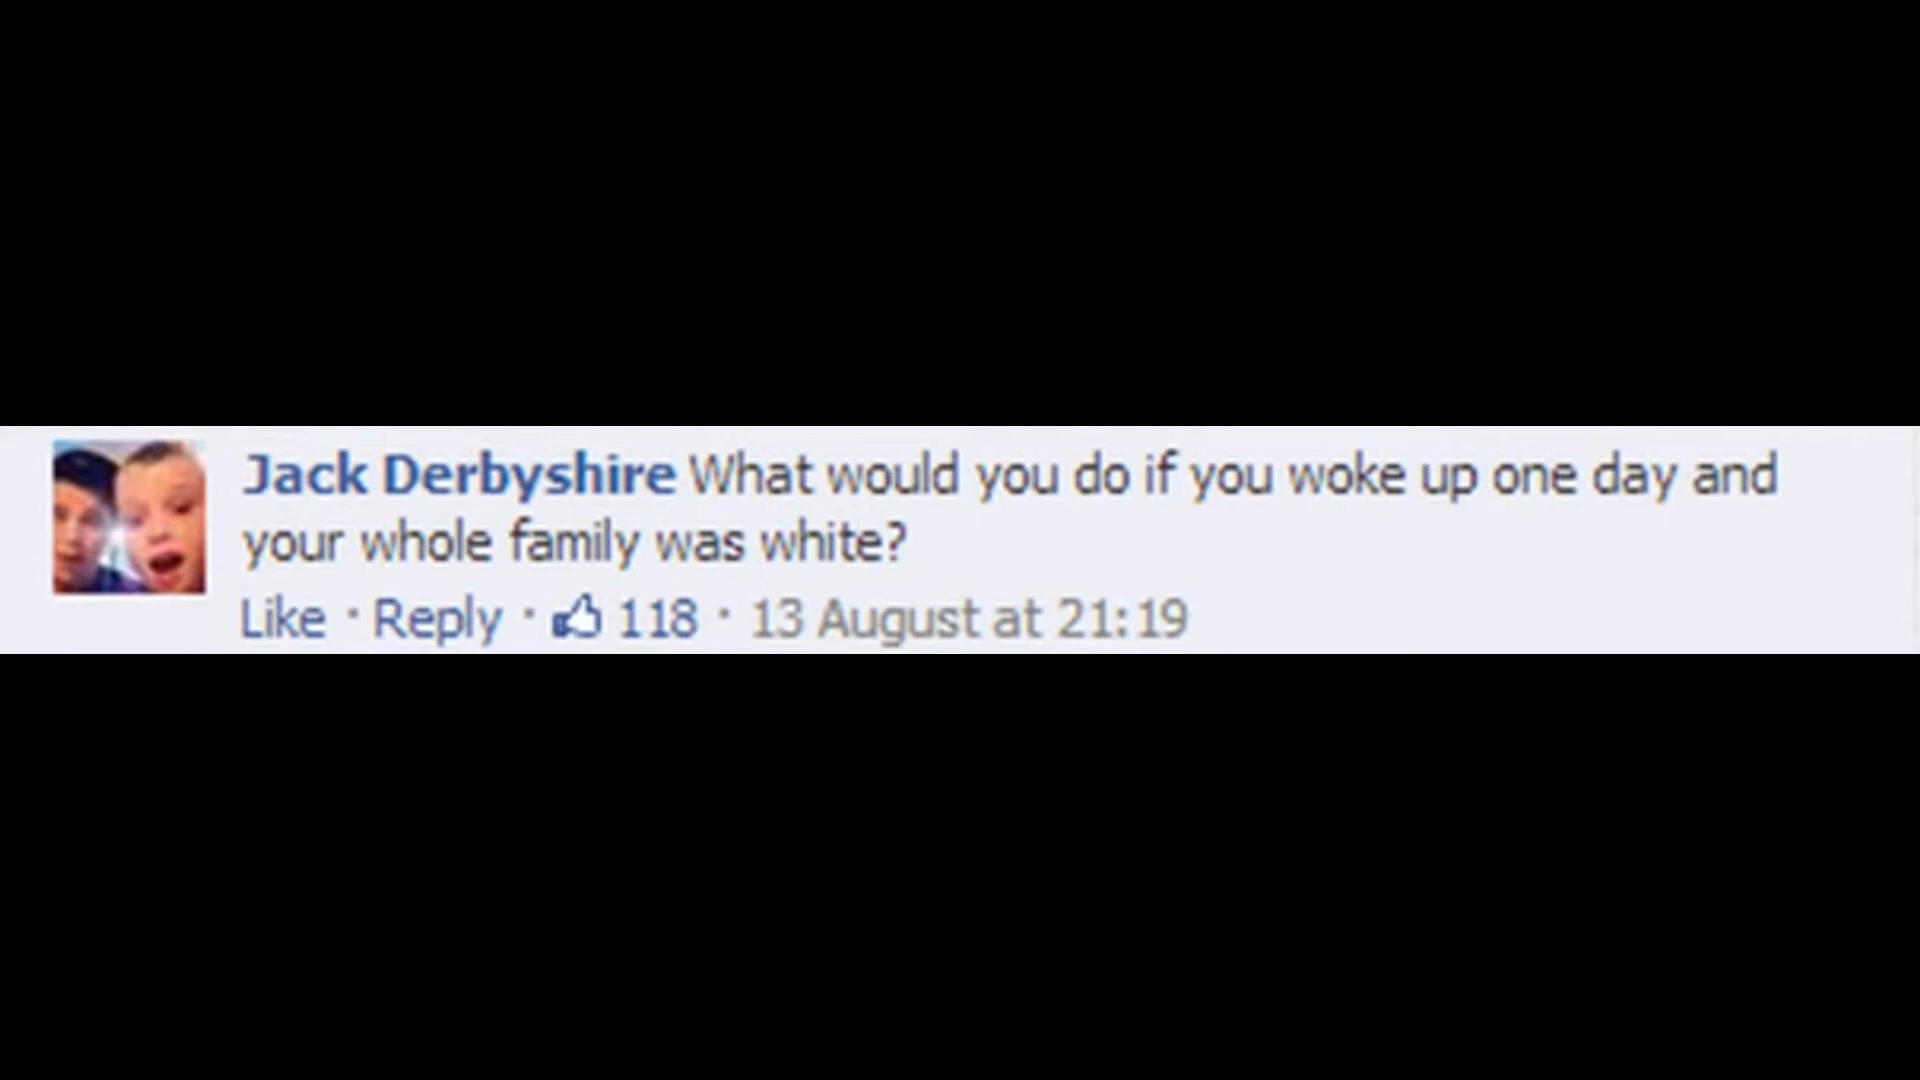 Jack Derbyshire What would you do if you woke up one day and
your whole family was white?
Like · Reply · 118 · 13 August at 21:19